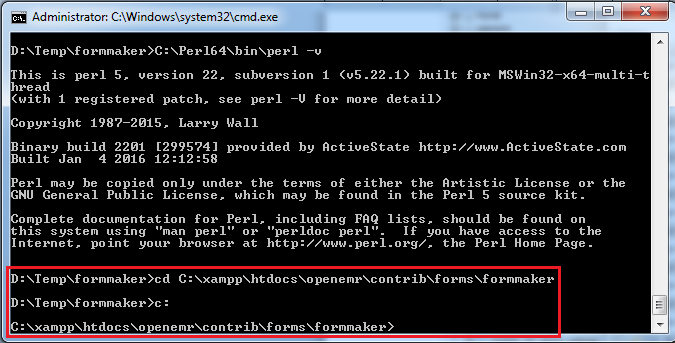 Administrator: C:\Windows\system32\cmd.exe
D:\Temp\formmaker>C:\Perl64\bin\perl -v
This is perl 5, version 22, subversion 1 (v5.22.1) built for MSWin32-x64-multi-t
hread
(with 1 registered patch, see perl -V for more detail)
Copyright 1987-2015, Larry Wall
Binary build 2201 [299574] provided by ActiveState http://www.ActiveState.com
Built Jan  4 2016 12:12:58
Perl may be copied only under the terms of either the Artistic License or the
GNU General Public License, which may be found in the Perl 5 source kit.
Complete documentation for Perl, including FAQ lists, should be found on
this system using "man perl" or "perldoc perl".  If you have access to the
Internet, point your browser at http://www.perl.org/, the Perl Home Page.
D:\Temp\formmaker>cd C:\xampp\htdocs\openemr\contrib\forms\formmaker
D:\Temp\formmaker>c:
C:\xampp\htdocs\openemr\contrib\forms\formmaker>